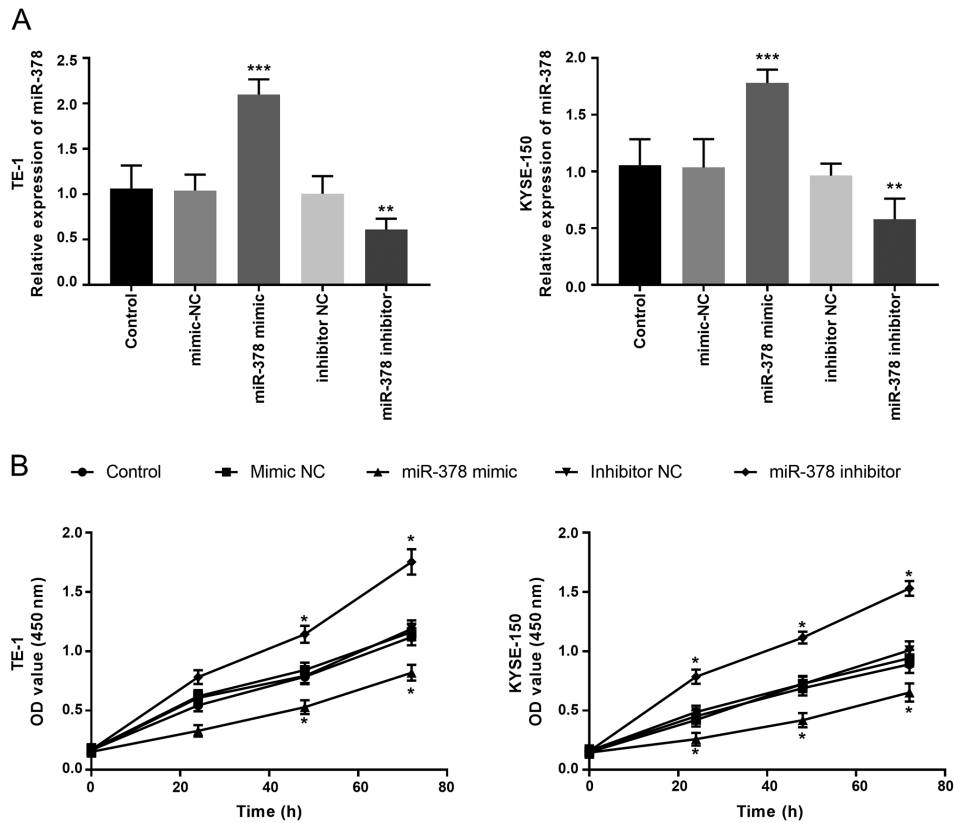 A
TE-1
Relative expression of miR-378
2.5
2.0
1.5
1.0
0.5
0.0
***
**
Control
mimic-NC
miR-378 mimic
inhibitor NC
miR-378 inhibitor
KYSE-150
Relative expression of miR-378
2.0
1.5
1.0
0.5
0.0
***
**
Control
mimic-NC
miR-378 mimic
inhibitor NC
miR-378 inhibitor
B
Control
Mimic NC
miR-378 mimic
Inhibitor NC
miR-378 inhibitor
TE-1
OD value (450 nm)
2.0
1.5
1.0
0.5
0.0
*
*
*
*
0
20
40
60
80
Time (h)
KYSE-150
OD value (450 nm)
2.0
1.5
1.0
0.5
0.0
*
*
*
*
*
*
0
20
40
60
80
Time (h)